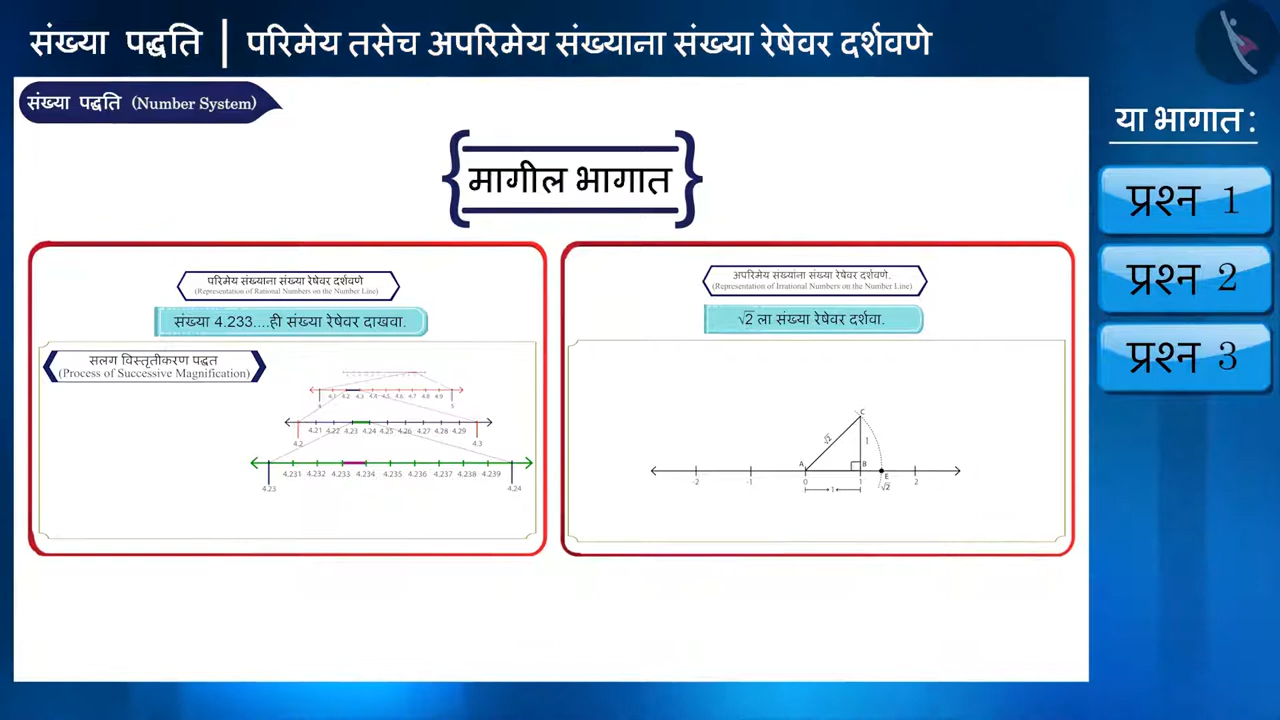 संख्या पद्धति | परिमेय तसेच अपरिमेय संख्याना संख्या रेषेवर दर्शवणे
संख्या पद्धति (Number System)
मागील भागात
परिमेय संख्याना संख्या रेषेवर दर्शवणे
(Representation of Rational Numbers on the Number Line)
संख्या 4.233....ही संख्या रेषेवर दाखवा.
सलग विस्तृतीकरण पद्धत
(Process of Successive Magnification)
4.1 4.2 4.3 4.4 4.5 4.6 4.7 4.8 4.9
4 5
4.21 4.22 4.23 4.24 4.25 4.26 4.27 4.28 4.29
4.2 4.3
4.231 4.232 4.233 4.234 4.235 4.236 4.237 4.238 4.239
4.23 4.24
अपरिमेय संख्यांना संख्या रेषेवर दर्शवणे.
(Representation of Irrational Numbers on the Number Line)
√2 ला संख्या रेषेवर दर्शवा.
C
√2 1
A B E
-2 -1 0 1 √2 2
1
या भागात :
प्रश्न 1
प्रश्न 2
प्रश्न 3